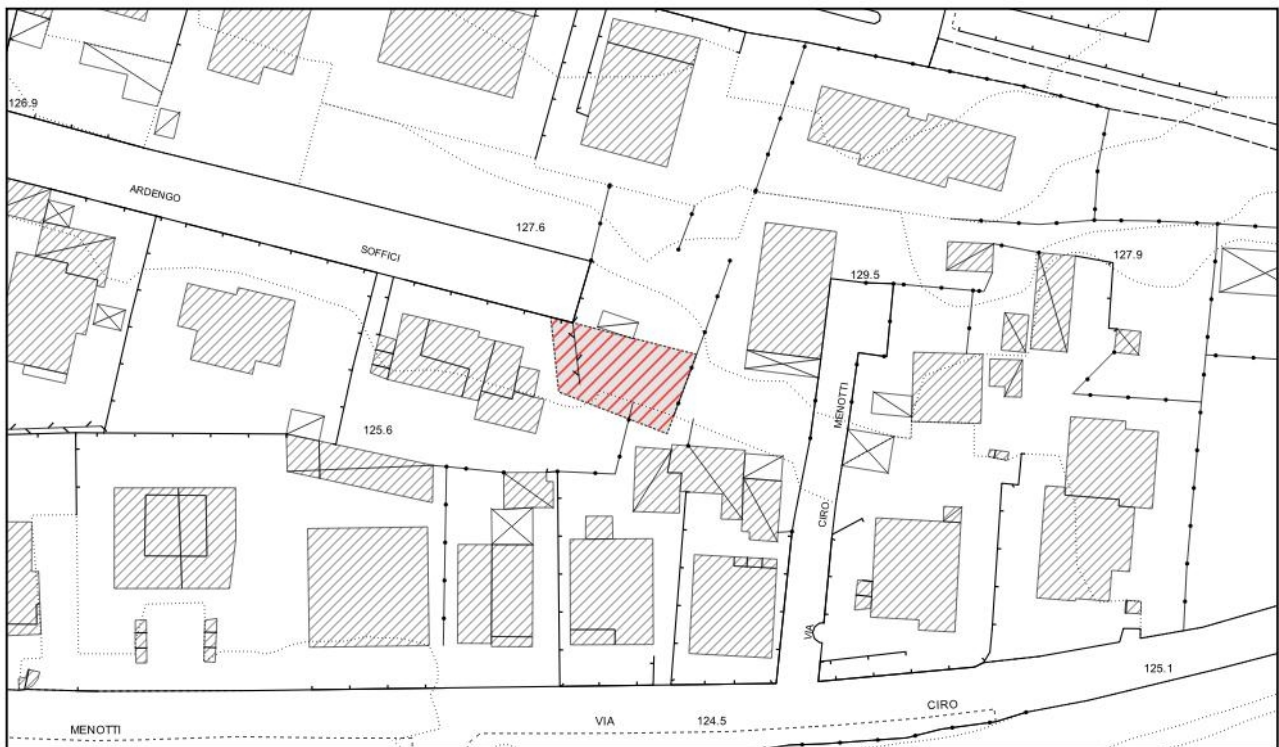 126.9
ARDENGO
127.6
SOFFICI
129.5
127.9
MENOTTI
125.6
CIRO
VIA
125.1
CIRO
MENOTTI
VIA
124.5